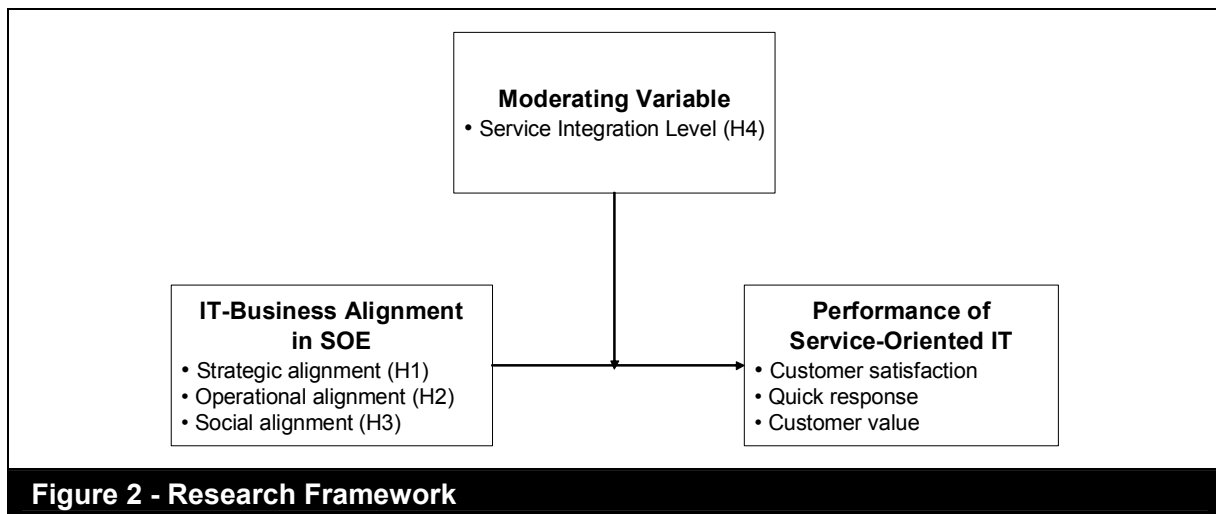 Moderating Variable
• Service Integration Level (H4)
IT-Business Alignment
in SOE
• Strategic alignment (H1)
• Operational alignment (H2)
• Social alignment (H3)
Performance of
Service-Oriented IT
• Customer satisfaction
• Quick response
• Customer value
Figure 2 - Research Framework